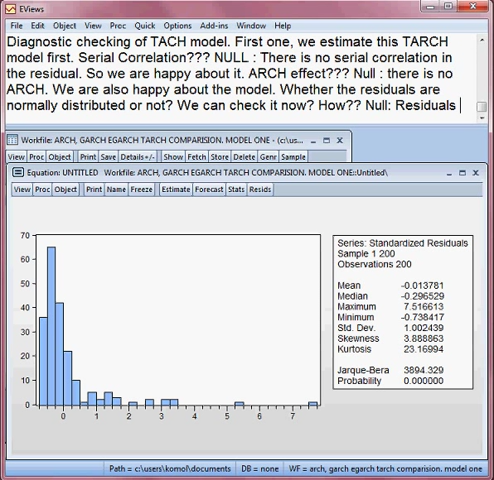 EViews
File Edit Object View Proc Quick Options Add-ins Window Help
Diagnostic checking of TACH model. First one, we estimate this TARCH
model first. Serial Correlation??? NULL : There is no serial correlation in
the residual. So we are happy about it. ARCH effect??? Null : there is no
ARCH. We are also happy about the model. Whether the residuals are
normally distributed or not? We can check it now? How?? Null: Residuals
Workfile: ARCH, GARCH EGARCH TARCH COMPARISION. MODEL ONE - (c:\us...
View Proc Object Print Save Details+/- Show Fetch Store Delete Genr Sample
Equation: UNTITLED Workfile: ARCH, GARCH EGARCH TARCH COMPARISION. MODEL ONE::Untitled\
View Proc Object Print Name Freeze Estimate Forecast Stats Resids
70
60
50
40
30
20
10
0
0 1 2 3 4 5 6 7
Series: Standardized Residuals
Sample 1 200
Observations 200
Mean -0.013781
Median -0.296529
Maximum 7.516613
Minimum -0.738417
Std. Dev. 1.002439
Skewness 3.888863
Kurtosis 23.16994
Jarque-Bera 3894.329
Probability 0.000000
Path = c:\users\komol\documents DB = none WF = arch, garch egarch tarch comparision. model one